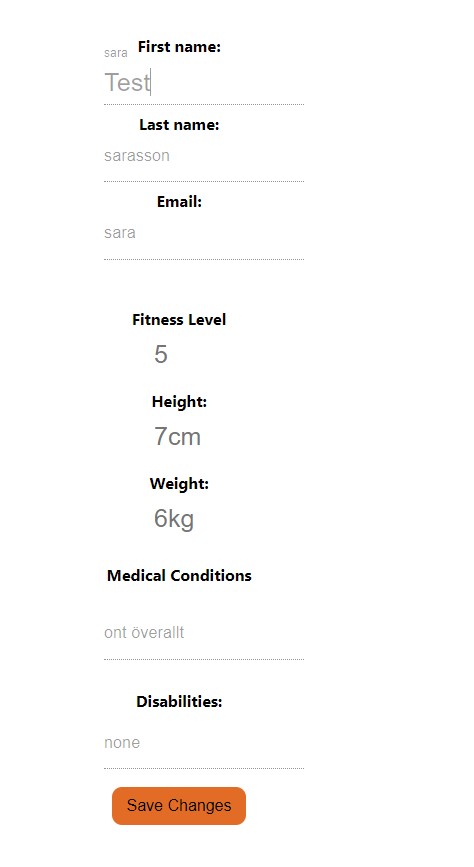 sara First name:
Test
Last name:
sarasson
Email:
sara
Fitness Level
5
Height:
7cm
Weight:
6kg
Medical Conditions
ont överallt
Disabilities:
none
Save Changes